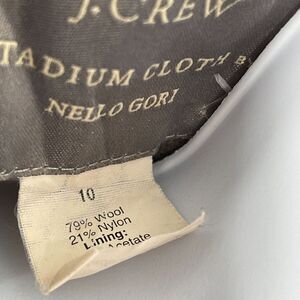 J.CREW
TADIUM CLOTH B
NELLO GORI
10
79% Wool
21% Nylon
Lining:
Acetate